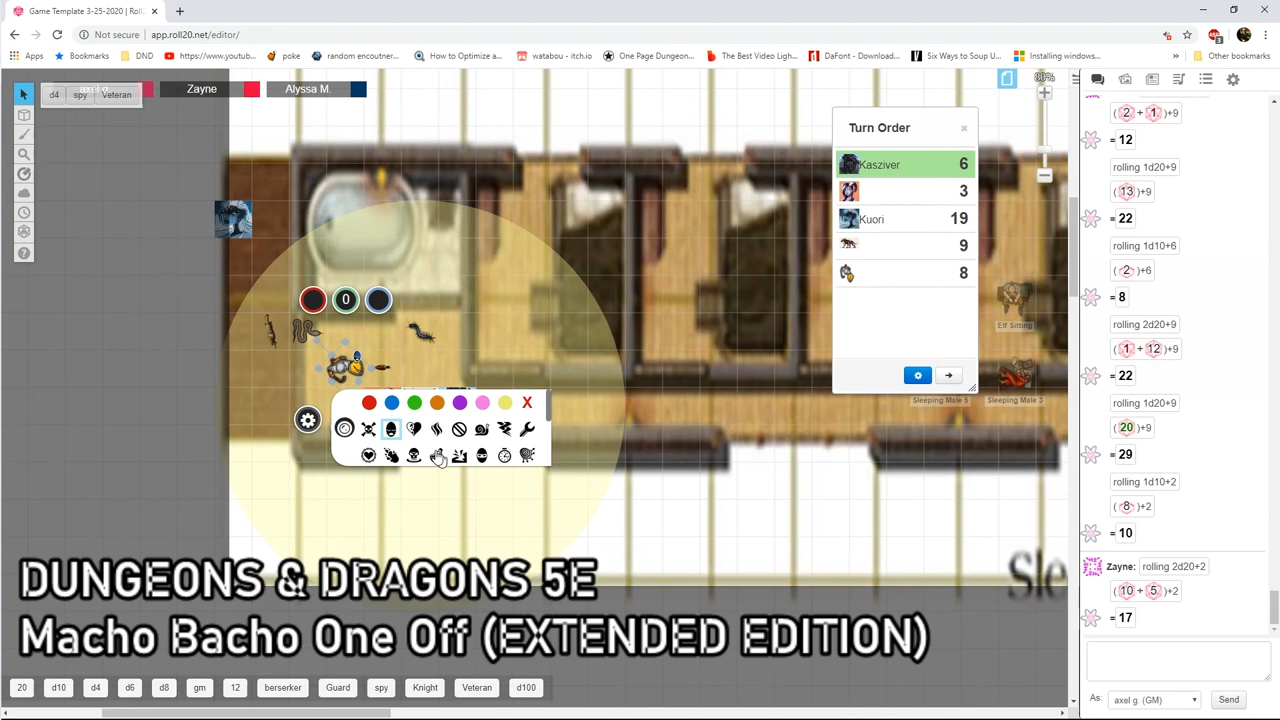 Game Template 3-25-2020 | Roll
Not secure | app.roll20.net/editor/
Apps Bookmarks DND https://www.youtub... poke random encoutner... How to Optimize a... watabou - itch.io One Page Dungeon... The Best Video Ligh... DaFont - Download... Six Ways to Soup U... Installing windows... Other bookmarks
Zayne Alyssa M. 80%
d4 spy Veteran
Turn Order ×
Kasziver 6
3
Kuori 19
9
8
0
Elf Sitting
Sleeping Male 5 Sleeping Male 3
X
Sle
(2 + 1)+9
= 12
rolling 1d20+9
(13)+9
= 22
rolling 1d10+6
(2)+6
= 8
rolling 2d20+9
(1 + 12)+9
= 22
rolling 1d20+9
(20)+9
= 29
rolling 1d10+2
(8)+2
= 10
Zayne: rolling 2d20+2
(10 + 5)+2
= 17
As: axel g (GM) Send
DUNGEONS & DRAGONS 5E
Macho Bacho One Off (EXTENDED EDITION)
20 d10 d4 d6 d8 gm 12 berserker Guard spy Knight Veteran d100